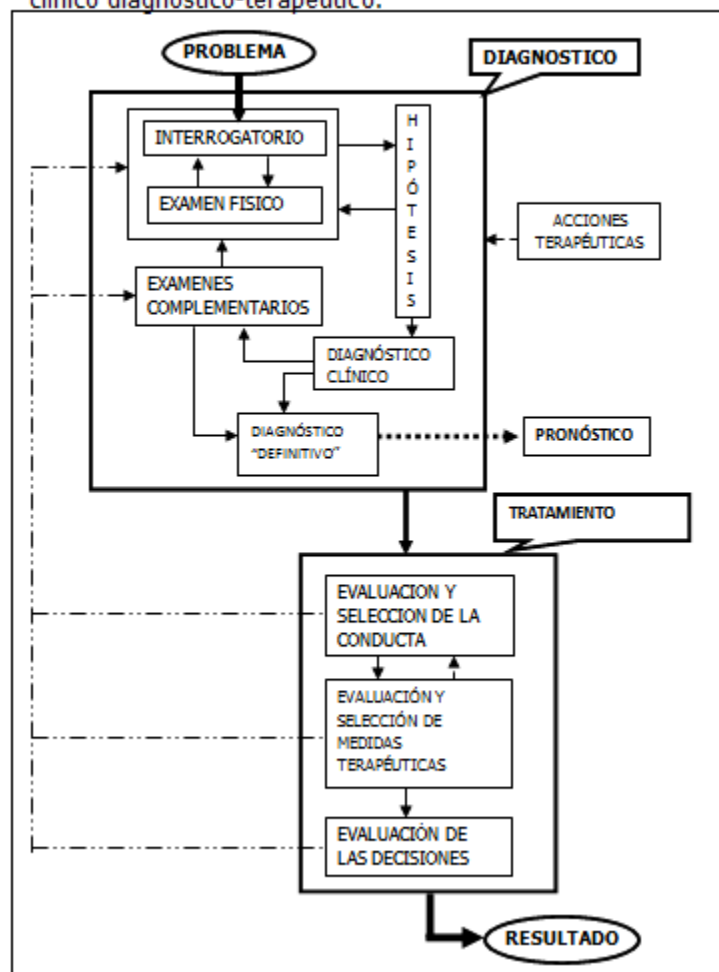 clínico diagnóstico-terapéutico.
PROBLEMA
DIAGNOSTICO
INTERROGATORIO
EXAMEN FISICO
HIPÓTESIS
ACCIONES
TERAPÉUTICAS
EXAMENES
COMPLEMENTARIOS
DIAGNÓSTICO
CLÍNICO
DIAGNÓSTICO
"DEFINITIVO"
PRONÓSTICO
TRATAMIENTO
EVALUACION Y
SELECCION DE LA
CONDUCTA
EVALUACIÓN Y
SELECCIÓN DE
MEDIDAS
TERAPÉUTICAS
EVALUACIÓN DE
LAS DECISIONES
RESULTADO